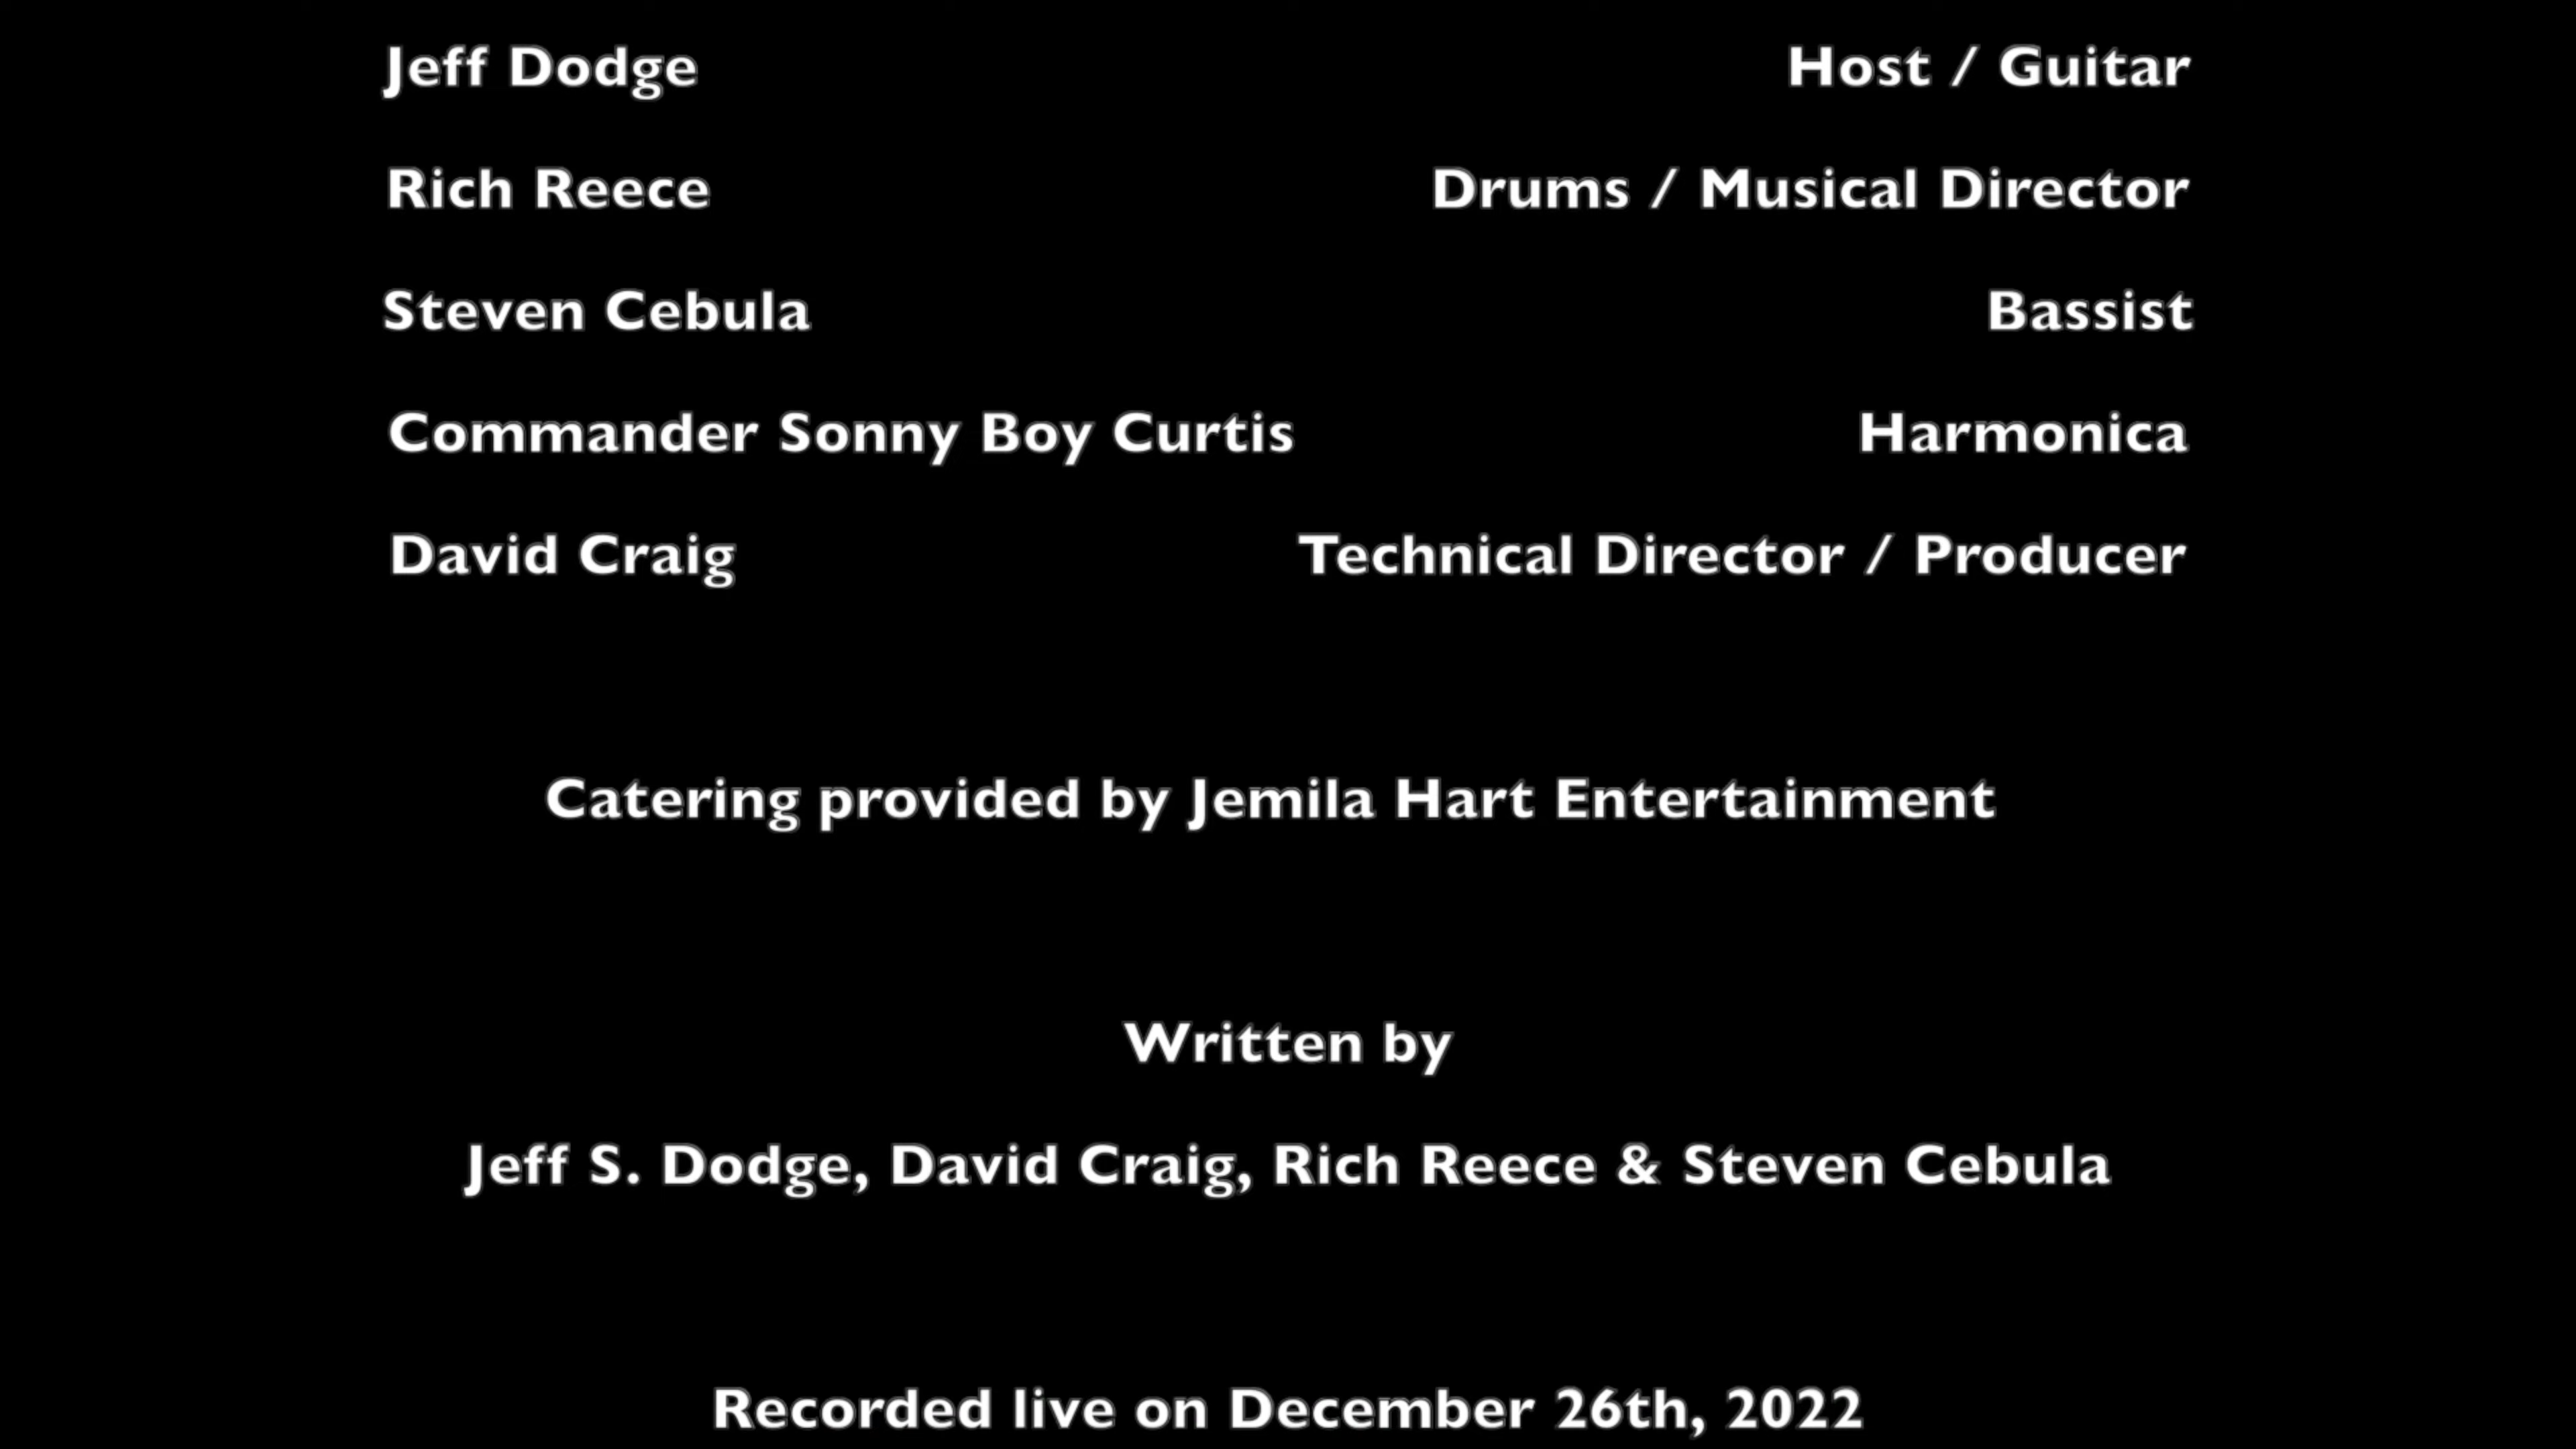 Jeff Dodge Host / Guitar
Rich Reece Drums / Musical Director
Steven Cebula Bassist
Commander Sonny Boy Curtis Harmonica
David Craig Technical Director / Producer
Catering provided by Jemila Hart Entertainment
Written by
Jeff S. Dodge, David Craig, Rich Reece & Steven Cebula
Recorded live on December 26th, 2022